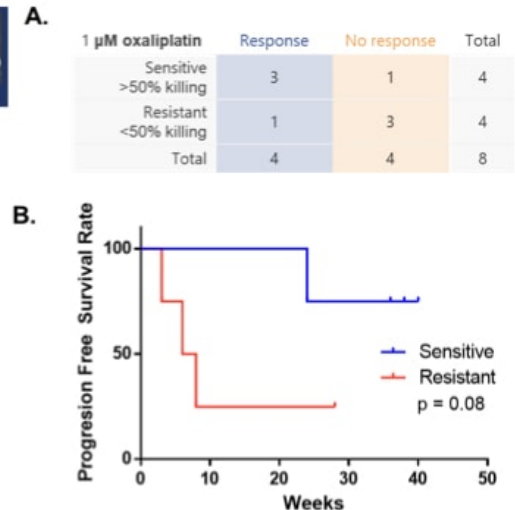 A.
1 µM oxaliplatin Response No response Total
Sensitive
>50% killing 3 1 4
Resistant
<50% killing 1 3 4
Total 4 4 8
B.
Progresion Free Survival Rate
100
50
0
0 10 20 30 40 50
Weeks
Sensitive
Resistant
p = 0.08